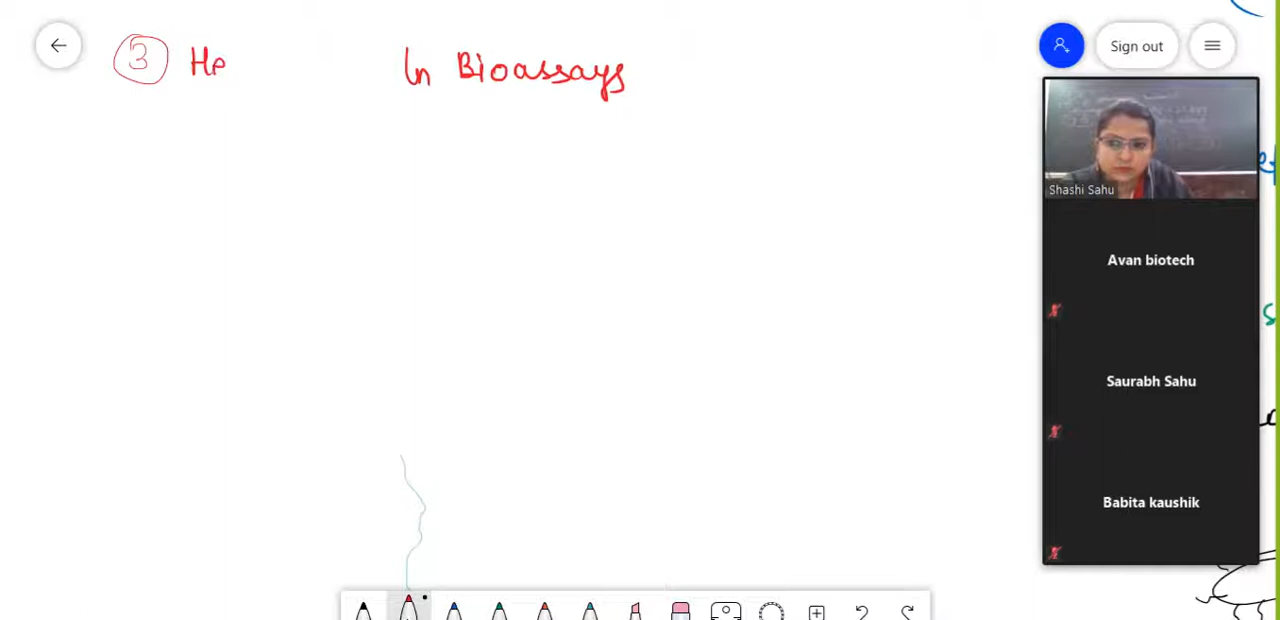 3 He In Bioassays
Sign out
Shashi Sahu
Avan biotech
Saurabh Sahu
Babita kaushik